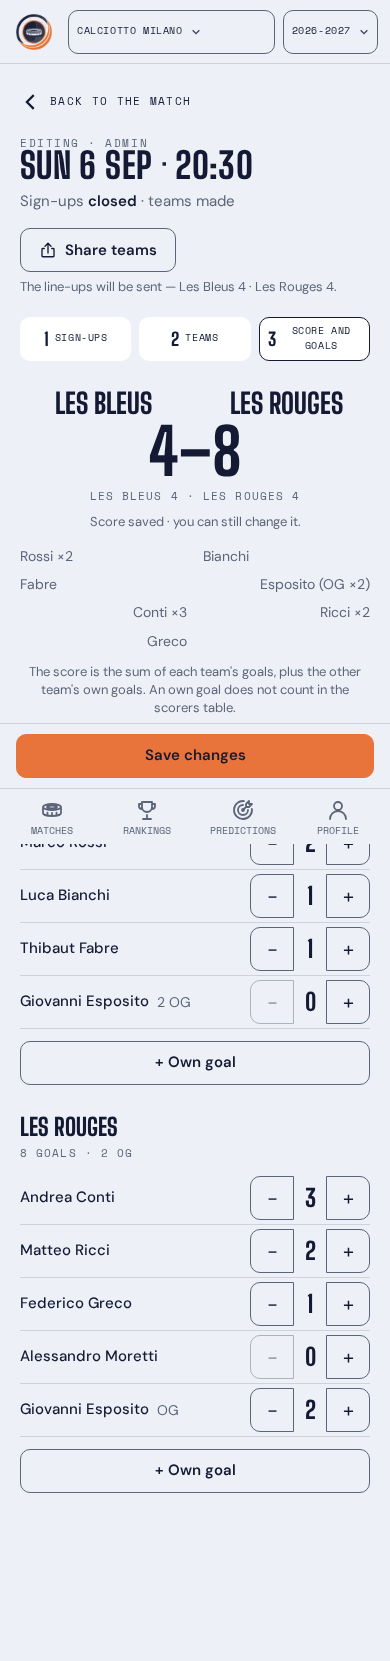 CALCIOTTO MILANO
2026-2027
BACK TO THE MATCH
EDITING · ADMIN
SUN 6 SEP · 20:30
Sign-ups closed · teams made
Share teams
The line-ups will be sent — Les Bleus 4 · Les Rouges 4.
1 SIGN-UPS
2 TEAMS
3 SCORE AND GOALS
LES BLEUS
LES ROUGES
4–8
LES BLEUS 4 · LES ROUGES 4
Score saved · you can still change it.
Rossi ×2
Bianchi
Fabre
Esposito (OG ×2)
Conti ×3
Ricci ×2
Greco
The score is the sum of each team's goals, plus the other
team's own goals. An own goal does not count in the
scorers table.
Save changes
MATCHES
RANKINGS
PREDICTIONS
PROFILE
Marco Rossi – 2 +
Luca Bianchi – 1 +
Thibaut Fabre – 1 +
Giovanni Esposito 2 OG – 0 +
+ Own goal
LES ROUGES
8 GOALS · 2 OG
Andrea Conti – 3 +
Matteo Ricci – 2 +
Federico Greco – 1 +
Alessandro Moretti – 0 +
Giovanni Esposito OG – 2 +
+ Own goal